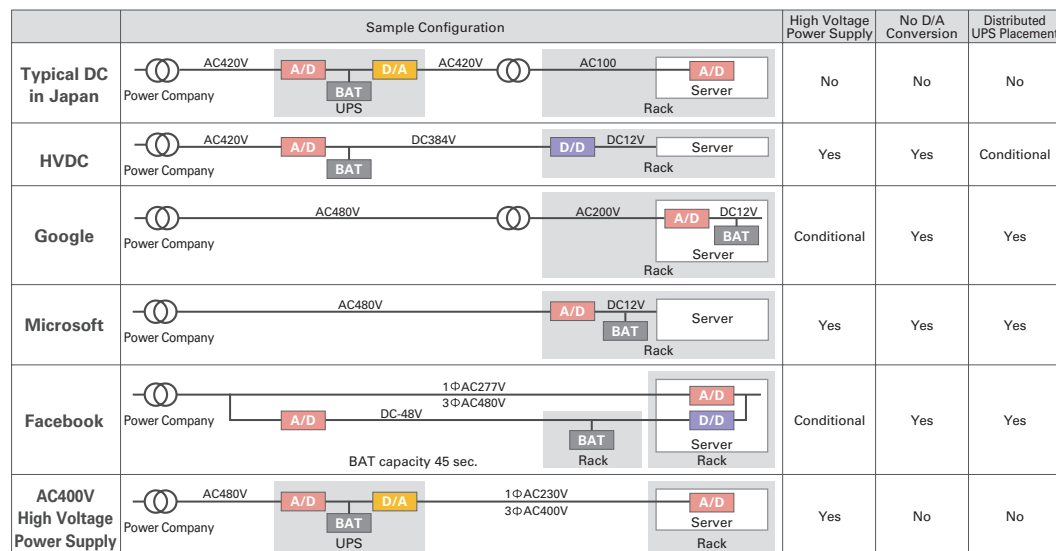 Sample Configuration
High Voltage
Power Supply
No D/A
Conversion
Distributed
UPS Placement
Typical DC
in Japan
Power Company
AC420V
A/D
BAT
D/A
UPS
AC420V
AC100
A/D
Server
Rack
No
No
No
HVDC
Power Company
AC420V
A/D
BAT
DC384V
D/D
DC12V
Server
Rack
Yes
Yes
Conditional
Google
Power Company
AC480V
AC200V
A/D
DC12V
BAT
Server
Rack
Conditional
Yes
Yes
Microsoft
Power Company
AC480V
A/D
DC12V
BAT
Server
Rack
Yes
Yes
Yes
Facebook
Power Company
1ΦAC277V
3ΦAC480V
A/D
DC-48V
A/D
D/D
BAT
Server
BAT capacity 45 sec.
Rack
Rack
Conditional
Yes
Yes
AC400V
High Voltage
Power Supply
Power Company
AC480V
A/D
BAT
D/A
UPS
1ΦAC230V
3ΦAC400V
A/D
Server
Rack
Yes
No
No